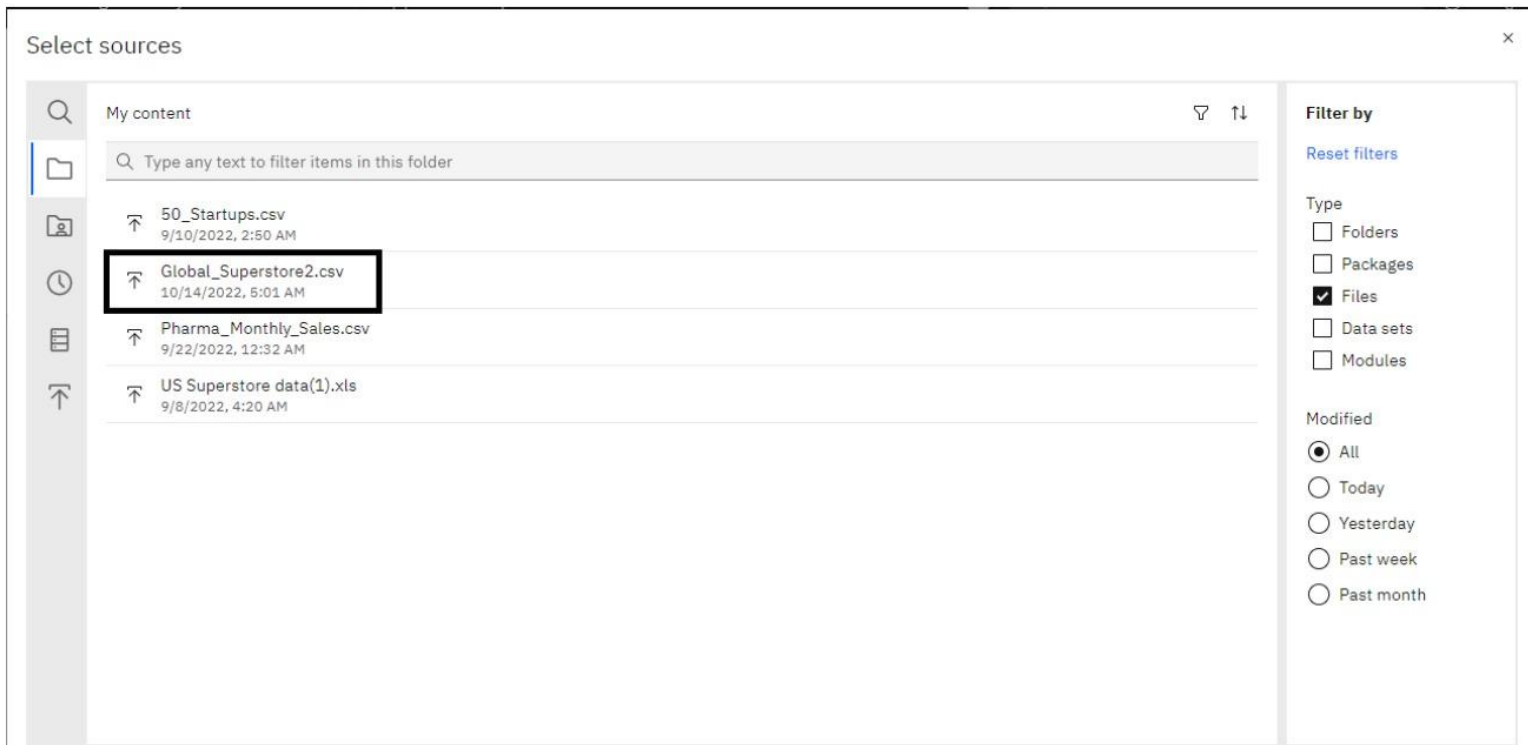 Select sources
My content
Type any text to filter items in this folder
50_Startups.csv
9/10/2022, 2:50 AM
Global_Superstore2.csv
10/14/2022, 5:01 AM
Pharma_Monthly_Sales.csv
9/22/2022, 12:32 AM
US Superstore data(1).xls
9/8/2022, 4:20 AM
Filter by
Reset filters
Type
Folders
Packages
Files
Data sets
Modules
Modified
All
Today
Yesterday
Past week
Past month